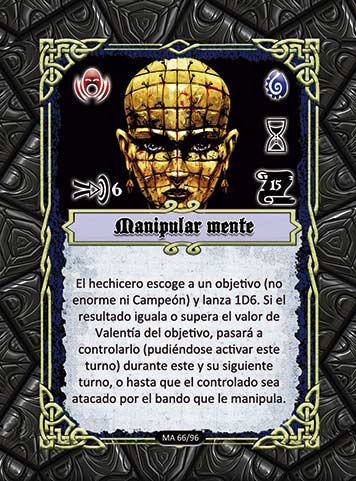 6
15
Manipular mente
El hechicero escoge a un objetivo (no
enorme ni Campeón) y lanza 1D6. Si el
resultado iguala o supera el valor de
Valentía del objetivo, pasará a
controlarlo (pudiéndose activar este
turno) durante este y su siguiente
turno, o hasta que el controlado sea
atacado por el bando que le manipula.
MA 66/96